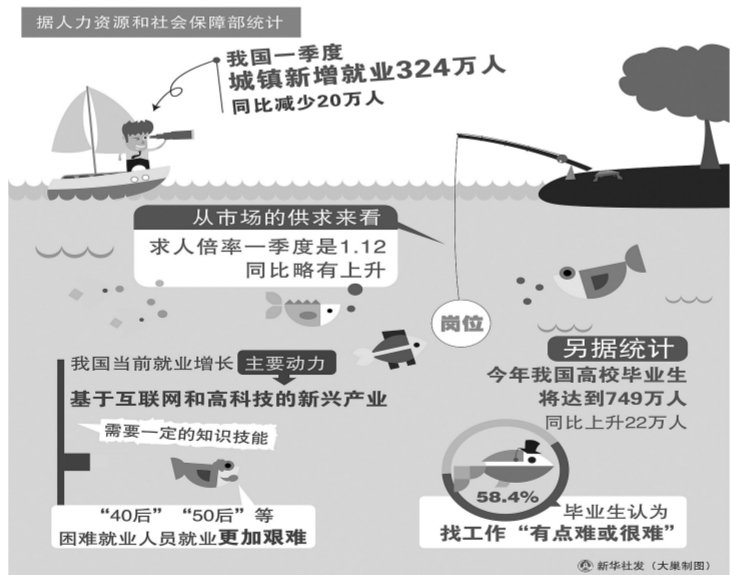 据人力资源和社会保障部统计
我国一季度
城镇新增就业324万人
同比减少20万人
从市场的供求来看
求人倍率一季度是1.12
同比略有上升
岗位
我国当前就业增长 主要动力
基于互联网和高科技的新兴产业
需要一定的知识技能
“40后”“50后”等
困难就业人员就业更加艰难
另据统计
今年我国高校毕业生
将达到749万人
同比上升22万人
58.4%
毕业生认为
找工作“有点难或很难”
新华社发（大巢制图）